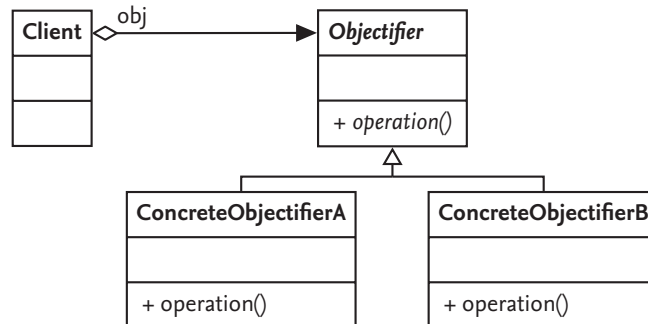 Client
obj
Objectifier
+ operation()
ConcreteObjectifierA
ConcreteObjectifierB
+ operation()
+ operation()